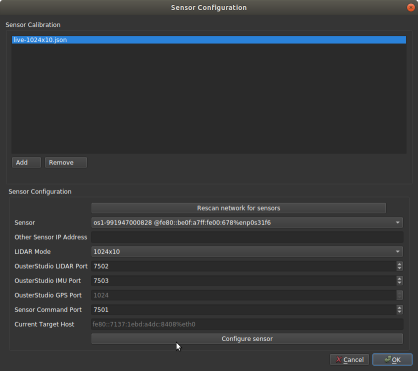 Sensor Configuration
Sensor Calibration
live-1024x10.json
Add Remove
Sensor Configuration
Rescan network for sensors
Sensor os1-991947000828 @fe80::be0f:a7ff:fe00:678%enp0s31f6
Other Sensor IP Address
LIDAR Mode 1024x10
OusterStudio LIDAR Port 7502
OusterStudio IMU Port 7503
OusterStudio GPS Port 1024
Sensor Command Port 7501
Current Target Host fe80::7137:1ebd:a4dc:8408%eth0
Configure sensor
Cancel OK